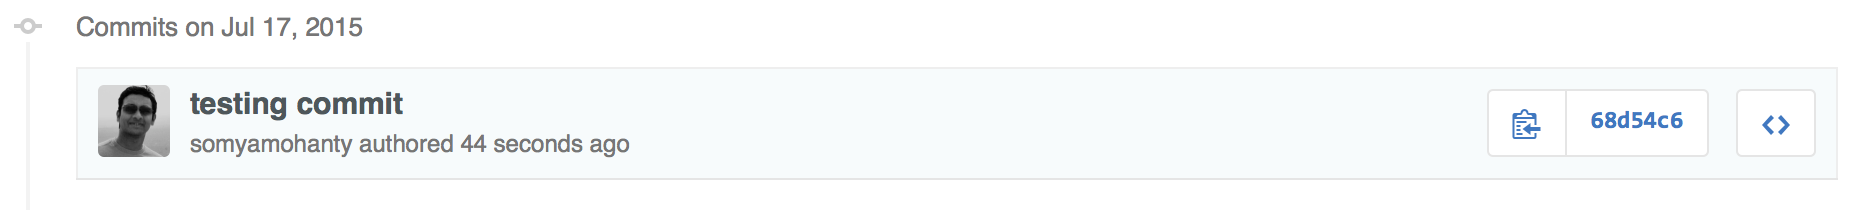 Commits on Jul 17, 2015
testing commit
somyamohanty authored 44 seconds ago
68d54c6